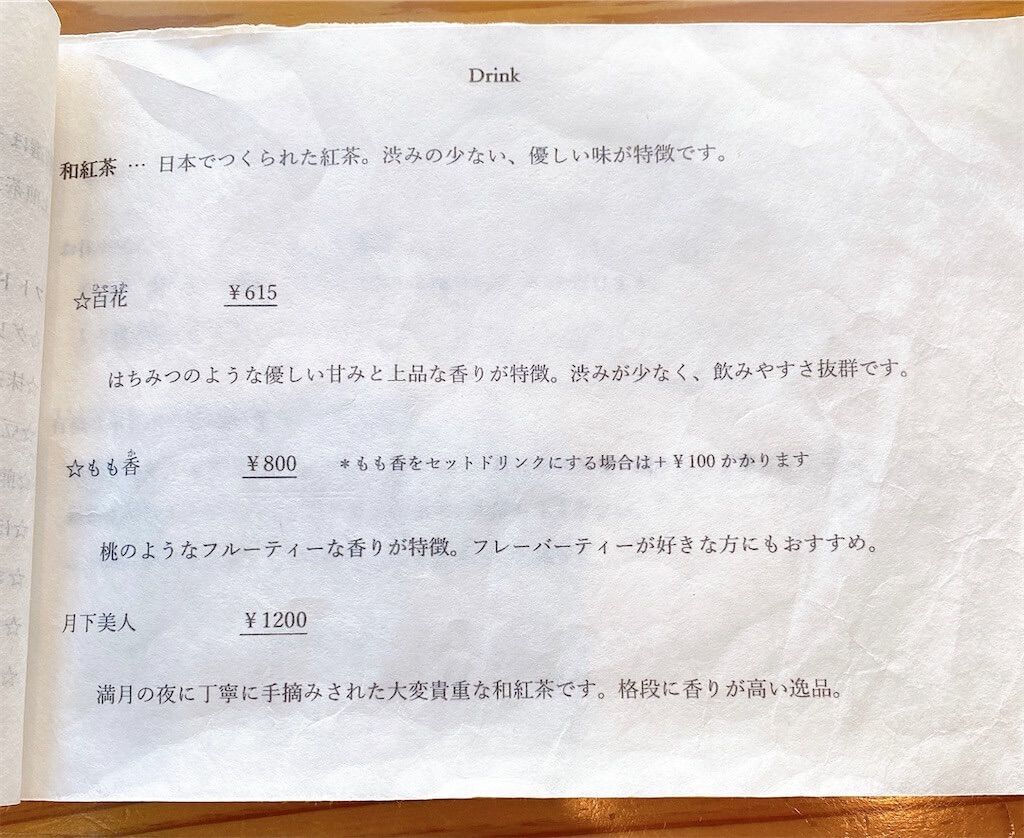 Drink
和紅茶 … 日本でつくられた紅茶。渋みの少ない、優しい味が特徴です。
☆百花 ￥615
はちみつのような優しい甘みと上品な香りが特徴。渋みが少なく、飲みやすさ抜群です。
☆もも香 ￥800 ＊もも香をセットドリンクにする場合は＋￥100かかります
桃のようなフルーティーな香りが特徴。フレーバーティーが好きな方にもおすすめ。
月下美人 ￥1200
満月の夜に丁寧に手摘みされた大変貴重な和紅茶です。格段に香りが高い逸品。